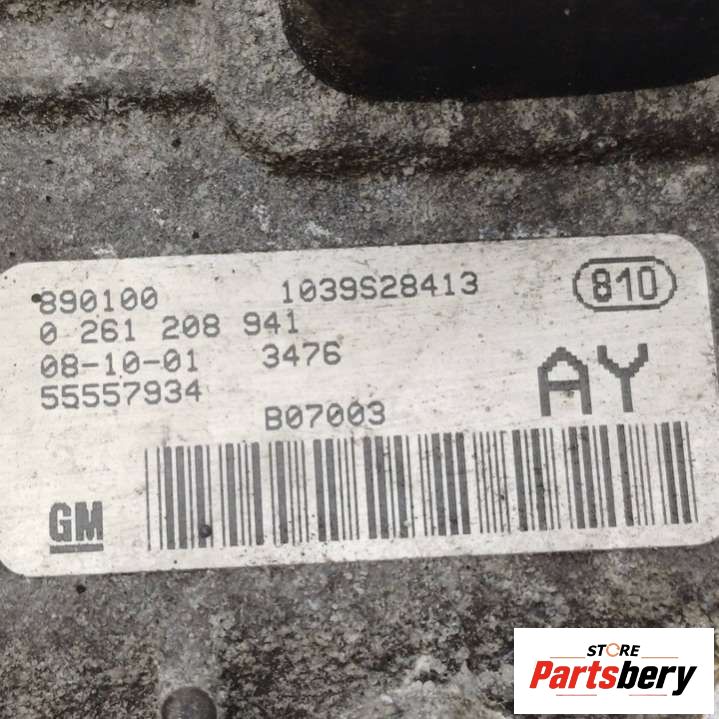 890100 1039S28413 810
0 261 208 941
08-10-01 3476 AY
55557934
B07003
GM
STORE
Partsbery